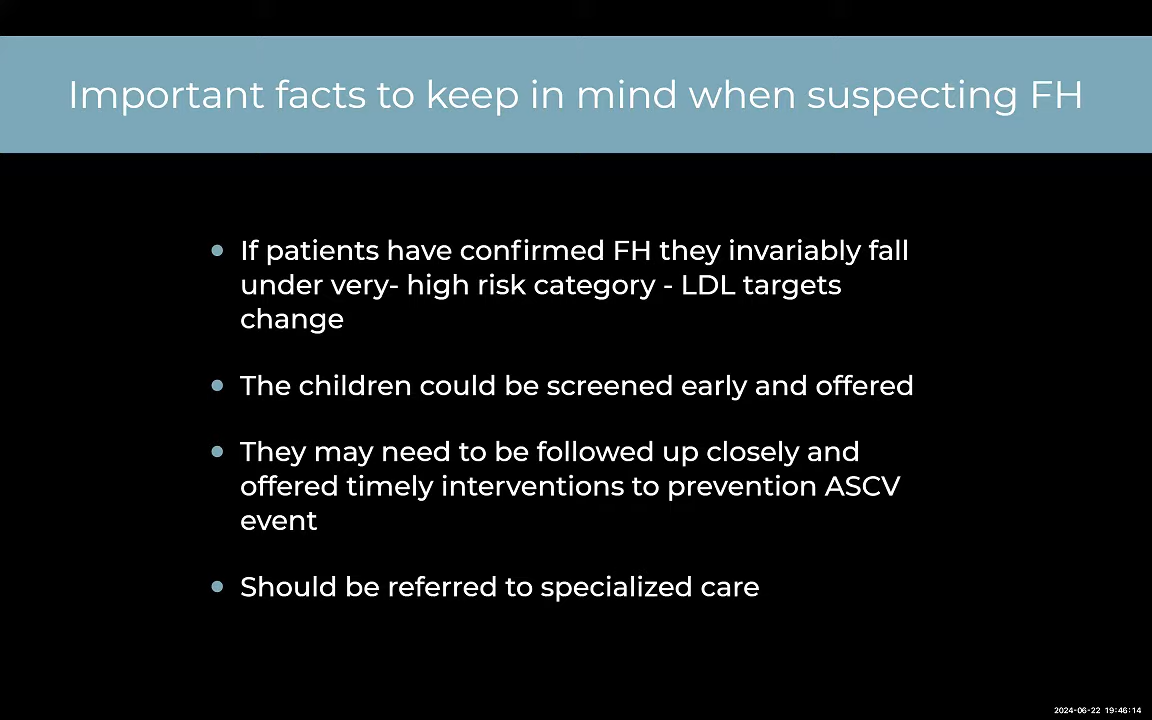 Important facts to keep in mind when suspecting FH
• If patients have confirmed FH they invariably fall
under very- high risk category - LDL targets
change
• The children could be screened early and offered
• They may need to be followed up closely and
offered timely interventions to prevention ASCV
event
• Should be referred to specialized care
2024-06-22 19:46:14